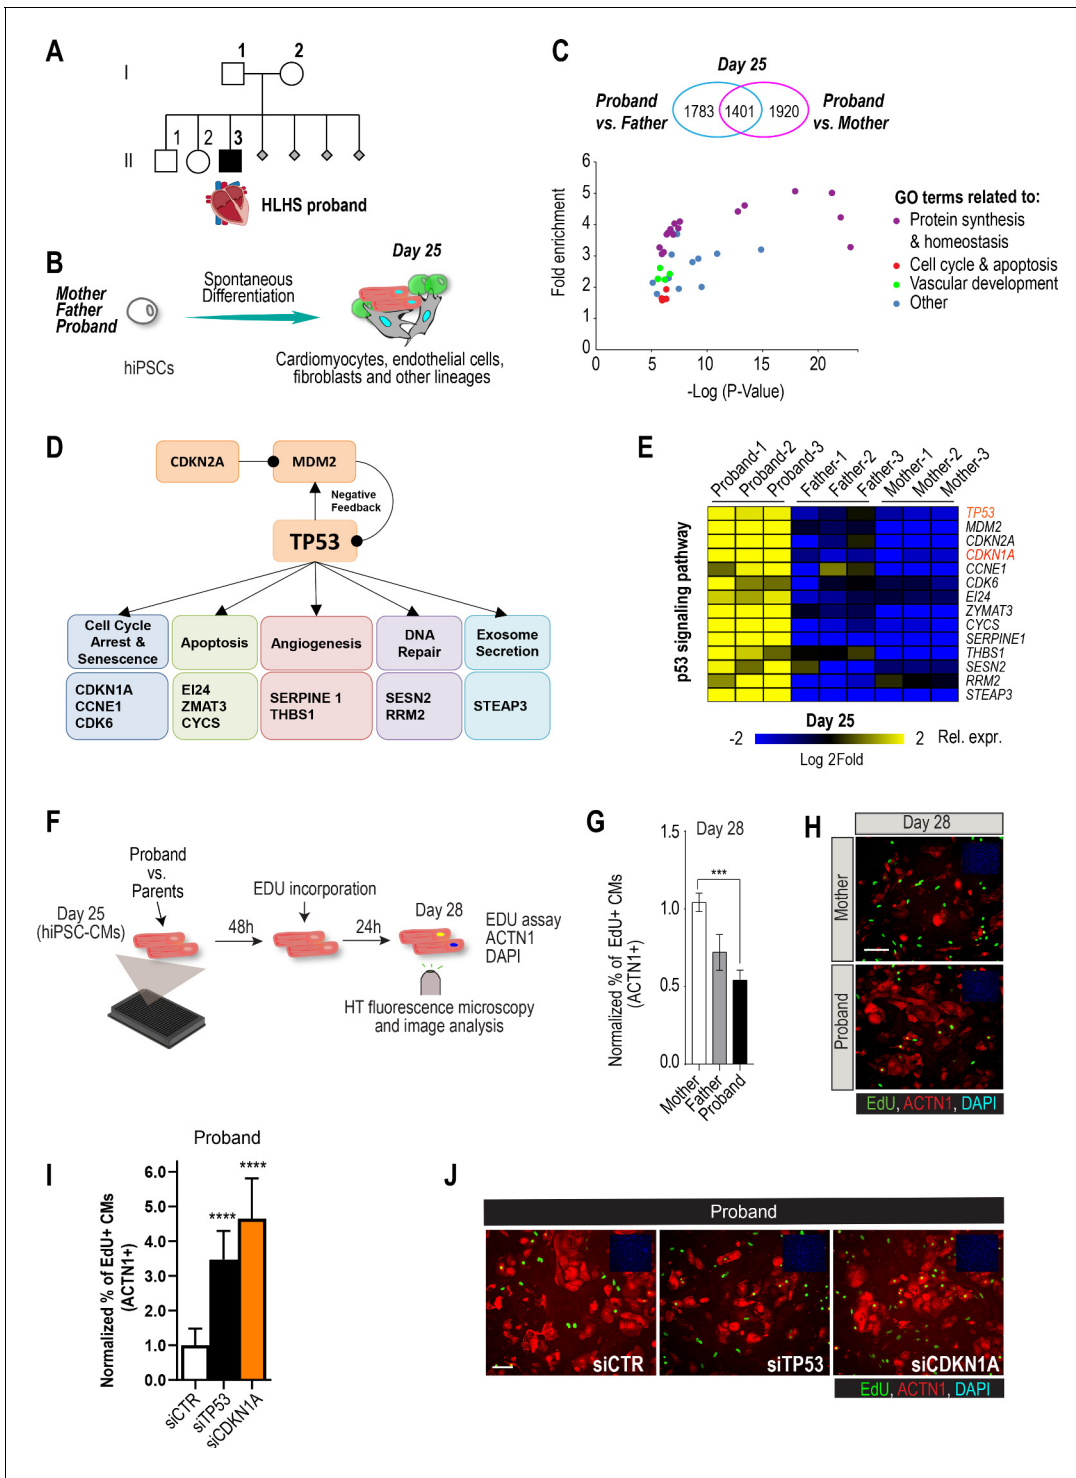 A
1
2
I
1
2
3
II
HLHS proband
B
Mother
Father
Proband
hiPSCs
Spontaneous
Differentiation
Day 25
Cardiomyocytes, endothelial cells,
fibroblasts and other lineages
C
Day 25
Proband
vs. Father
1783
1401
1920
Proband
vs. Mother
Fold enrichment
6
5
4
3
2
1
0
0
5
10
15
20
-Log (P-Value)
GO terms related to:
Protein synthesis
& homeostasis
Cell cycle & apoptosis
Vascular development
Other
D
CDKN2A
MDM2
Negative
Feedback
TP53
Cell Cycle
Arrest &
Senescence
Apoptosis
Angiogenesis
DNA
Repair
Exosome
Secretion
CDKN1A
CCNE1
CDK6
EI24
ZMAT3
CYCS
SERPINE 1
THBS1
SESN2
RRM2
STEAP3
E
Proband-1
Proband-2
Proband-3
Father-1
Father-2
Father-3
Mother-1
Mother-2
Mother-3
p53 signaling pathway
TP53
MDM2
CDKN2A
CDKN1A
CCNE1
CDK6
EI24
ZYMAT3
CYCS
SERPINE1
THBS1
SESN2
RRM2
STEAP3
Day 25
-2
2
Rel. expr.
Log 2Fold
F
Proband
vs.
Parents
Day 25
(hiPSC-CMs)
48h
EDU incorporation
24h
Day 28
EDU assay
ACTN1
DAPI
HT fluorescence microscopy
and image analysis
G
Day 28
Normalized % of EdU+ CMs
(ACTN1+)
1.5
1.0
0.5
0.0
***
Mother
Father
Proband
H
Day 28
Mother
Proband
EdU, ACTN1, DAPI
I
Proband
Normalized % of EdU+ CMs
(ACTN1+)
6.0
5.0
4.0
3.0
2.0
1.0
0.0
****
****
siCTR
siTP53
siCDKN1A
J
Proband
siCTR
siTP53
siCDKN1A
EdU, ACTN1, DAPI